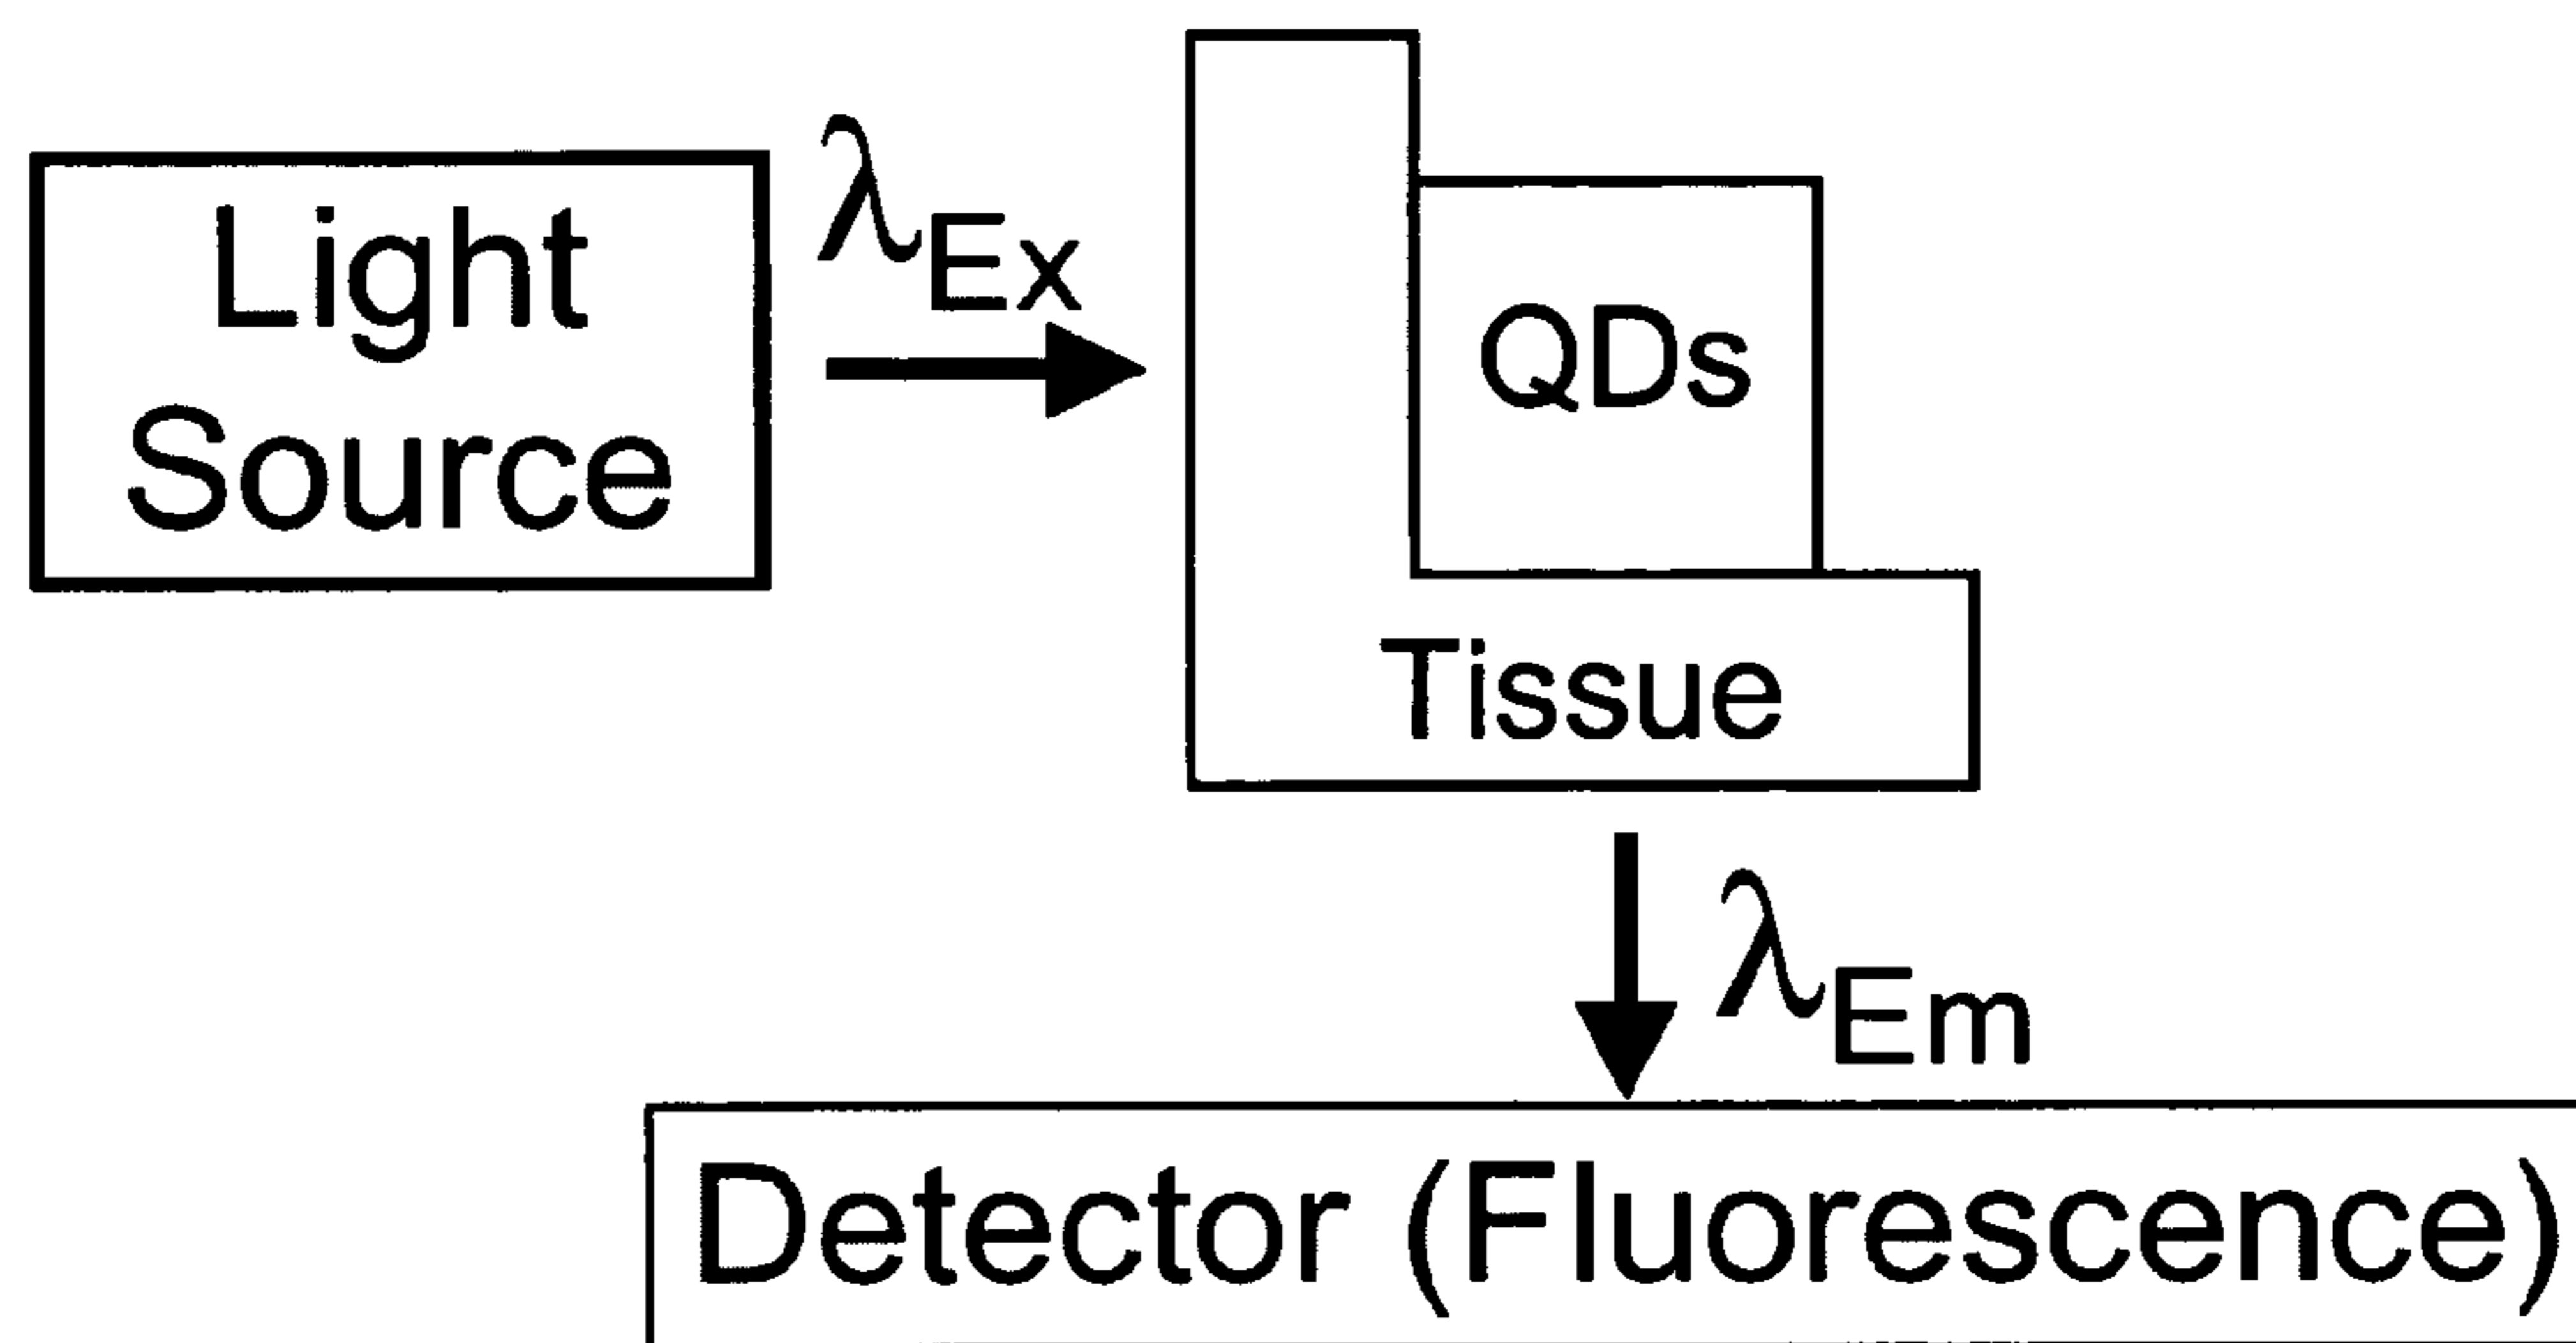 Light
Source
λEx
QDs
Tissue
λEm
Detector (Fluorescence)